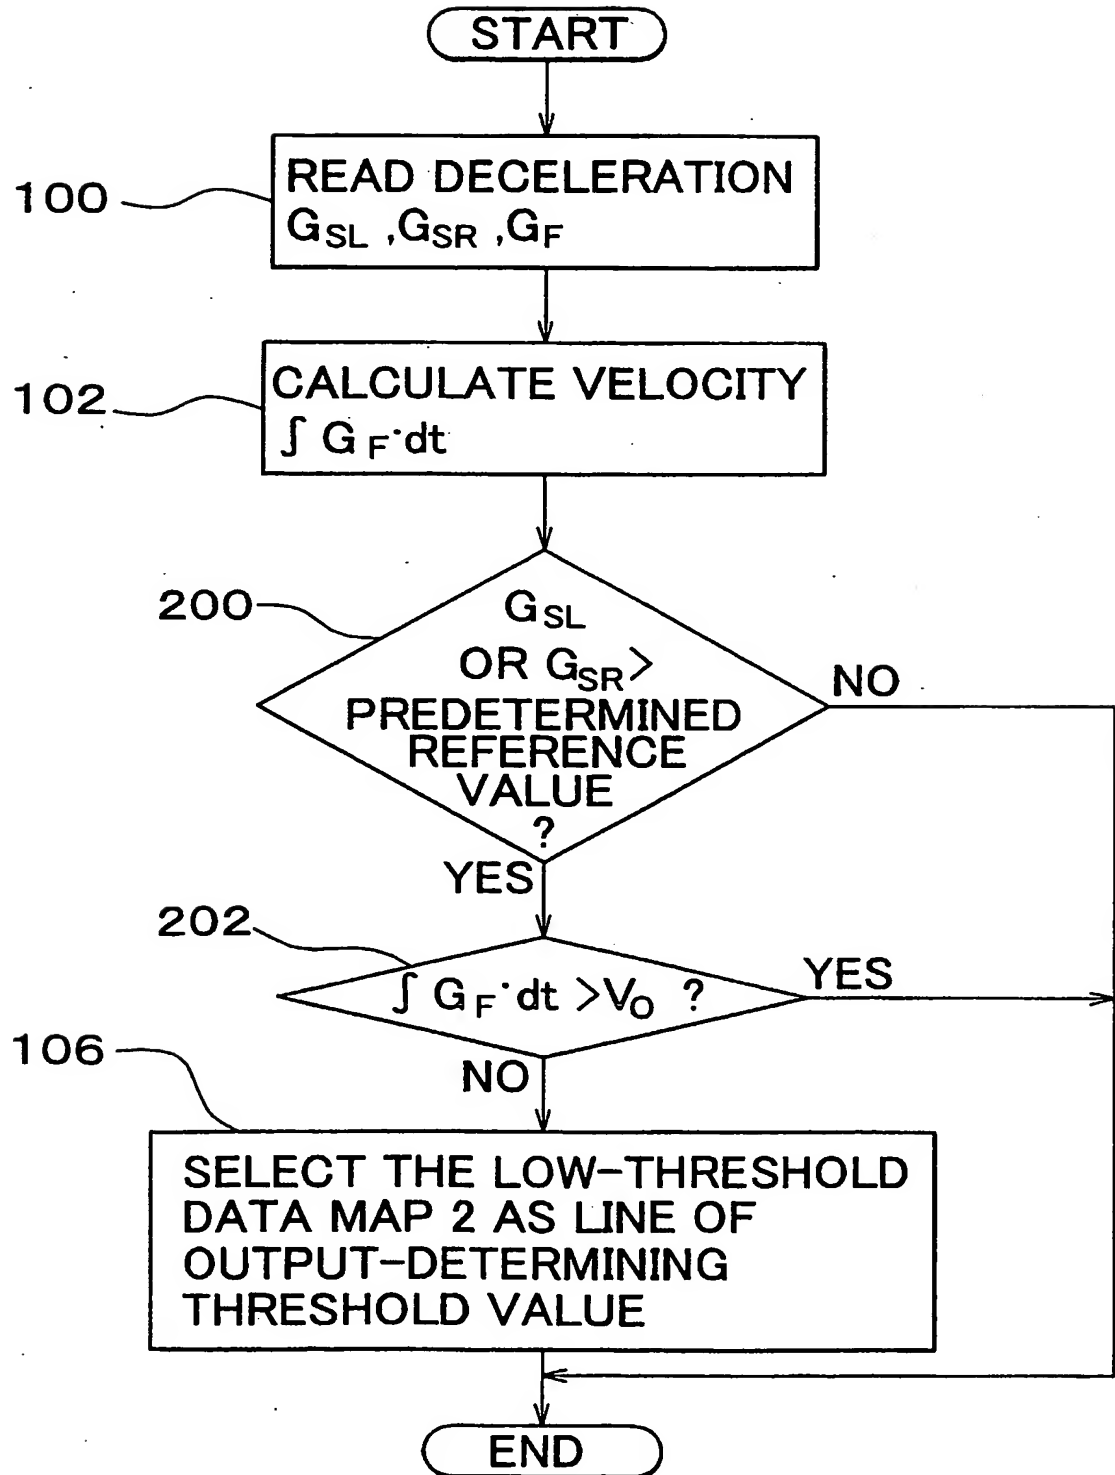 START
100
READ DECELERATION
GSL ,GSR ,GF
102
CALCULATE VELOCITY
∫ GF·dt
200
GSL
OR GSR>
PREDETERMINED
REFERENCE
VALUE
?
NO
YES
202
∫ GF·dt >VO ?
YES
106
NO
SELECT THE LOW-THRESHOLD
DATA MAP 2 AS LINE OF
OUTPUT-DETERMINING
THRESHOLD VALUE
END